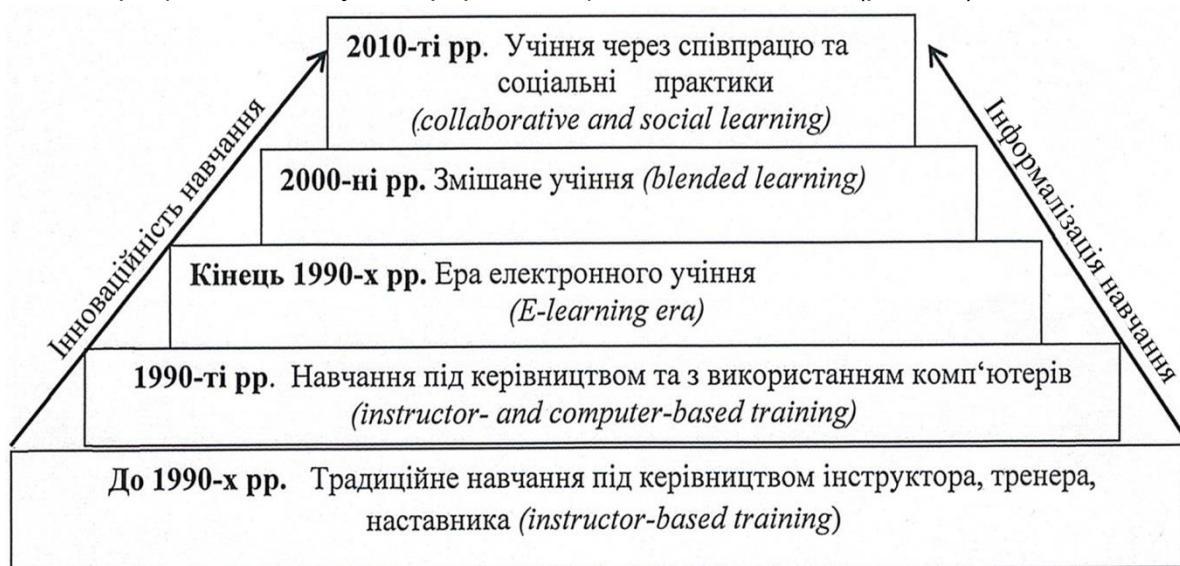 2010-ті рр. Учіння через співпрацю та
соціальні практики
(collaborative and social learning)
2000-ні рр. Змішане учіння (blended learning)
Кінець 1990-х рр. Ера електронного учіння
(E-learning era)
1990-ті рр. Навчання під керівництвом та з використанням комп‘ютерів
(instructor- and computer-based training)
До 1990-х рр. Традиційне навчання під керівництвом інструктора, тренера,
наставника (instructor-based training)
Інноваційність навчання
Інформалізація навчання